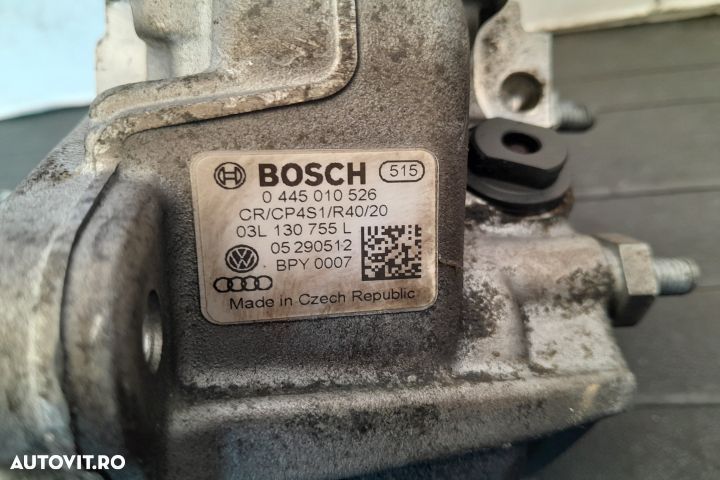 BOSCH 515
0 445 010 526
CR/CP4S1/R40/20
03L 130 755 L
05 290512
BPY 0007
Made in Czech Republic
AUTOVIT.RO